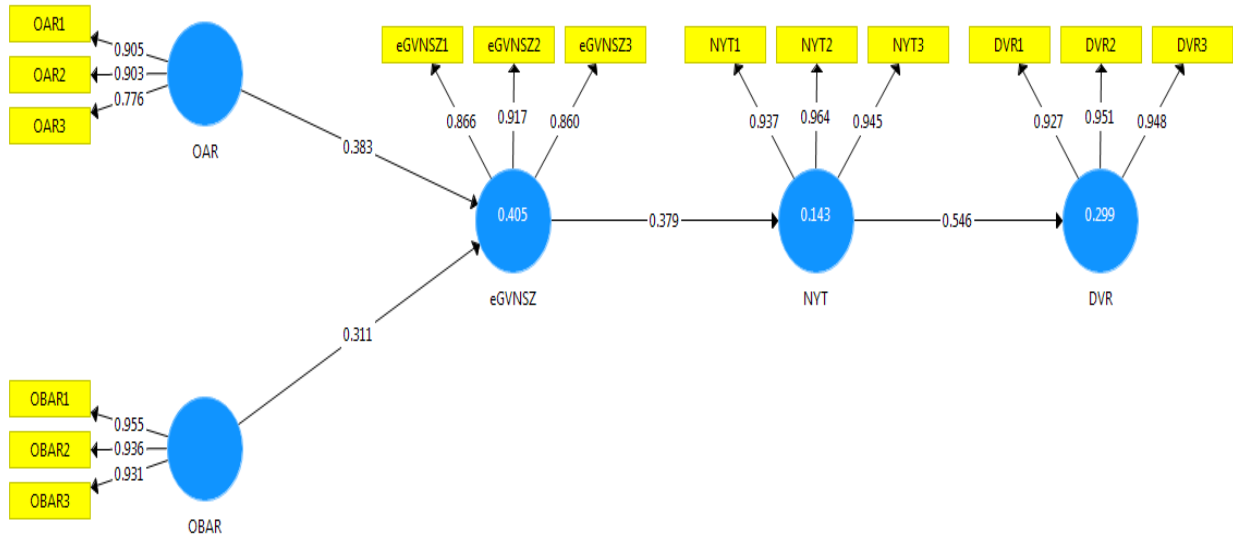 OAR1
0.905
OAR2
0.903
OAR3
0.776
OAR
0.383
eGVNSZ1
eGVNSZ2
eGVNSZ3
0.866
0.917
0.860
0.405
eGVNSZ
0.379
NYT1
NYT2
NYT3
0.937
0.964
0.945
0.143
NYT
0.546
DVR1
DVR2
DVR3
0.927
0.951
0.948
0.299
DVR
0.311
OBAR1
0.955
OBAR2
0.936
OBAR3
0.931
OBAR